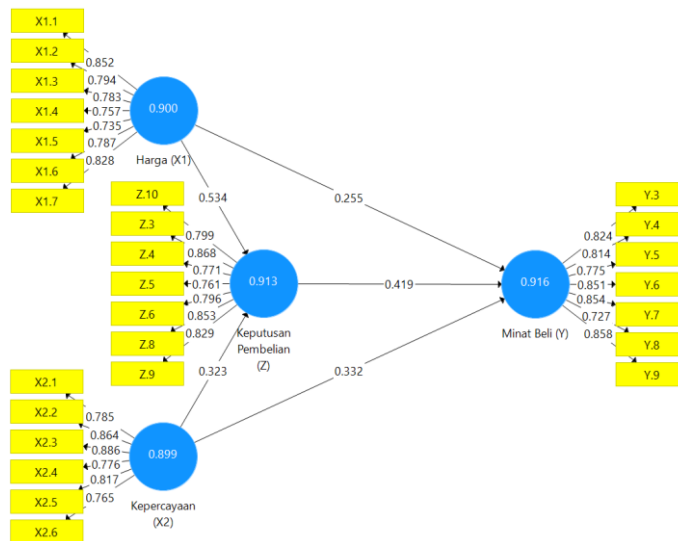 X1.1
X1.2
X1.3
X1.4
X1.5
X1.6
X1.7
0.852
0.794
0.783
0.757
0.735
0.787
0.828
0.900
Harga (X1)
0.534
0.255
Z.10
Z.3
Z.4
Z.5
Z.6
Z.8
Z.9
0.799
0.868
0.771
0.761
0.796
0.853
0.829
0.913
Keputusan
Pembelian
(Z)
0.419
0.323
0.332
0.916
Minat Beli (Y)
0.824
0.814
0.775
0.851
0.854
0.727
0.858
Y.3
Y.4
Y.5
Y.6
Y.7
Y.8
Y.9
X2.1
X2.2
X2.3
X2.4
X2.5
X2.6
0.785
0.864
0.886
0.776
0.817
0.765
0.899
Kepercayaan
(X2)